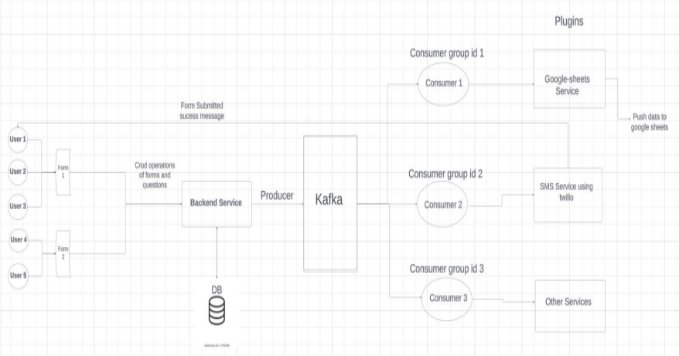 Plugins
Consumer group id 1
Consumer 1
Google-sheets
Service
Push data to
google sheets
Form Submitted
sucess message
User 1
User 2
User 3
User 4
User 5
Form
1
Form
2
Crud operations
of forms and
questions
Backend Service
Producer
Kafka
DB
Consumer group id 2
Consumer 2
SMS Service using
twilio
Consumer group id 3
Consumer 3
Other Services